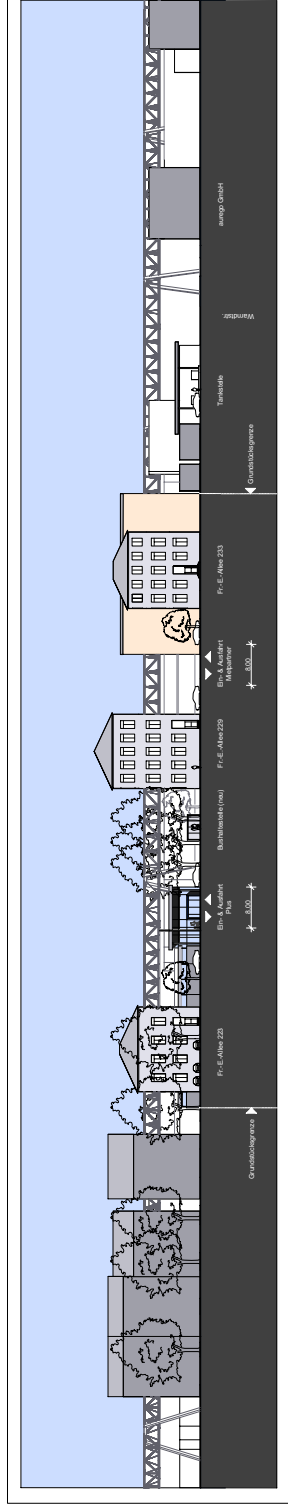 Grundstücksgrenze
Fr.-E.-Allee 223
Ein- & Ausfahrt
Plus
8.00
Bushaltestelle (neu)
Fr.-E.-Allee 229
Ein- & Ausfahrt
Mietpartner
8.00
Fr.-E.-Allee 233
Grundstücksgrenze
Tankstelle
Warndtstr.
aurego GmbH